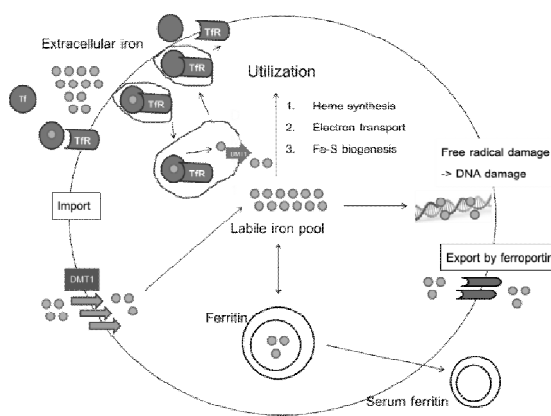 TfR
Extracellular iron
TfR
Tf
TfR
TfR
TfR
Utilization
1. Heme synthesis
2. Electron transport
3. Fe-S biogenesis
DMT1
Import
Labile iron pool
Free radical damage
-> DNA damage
Export by ferroportin
DMT1
Ferritin
Serum ferritin